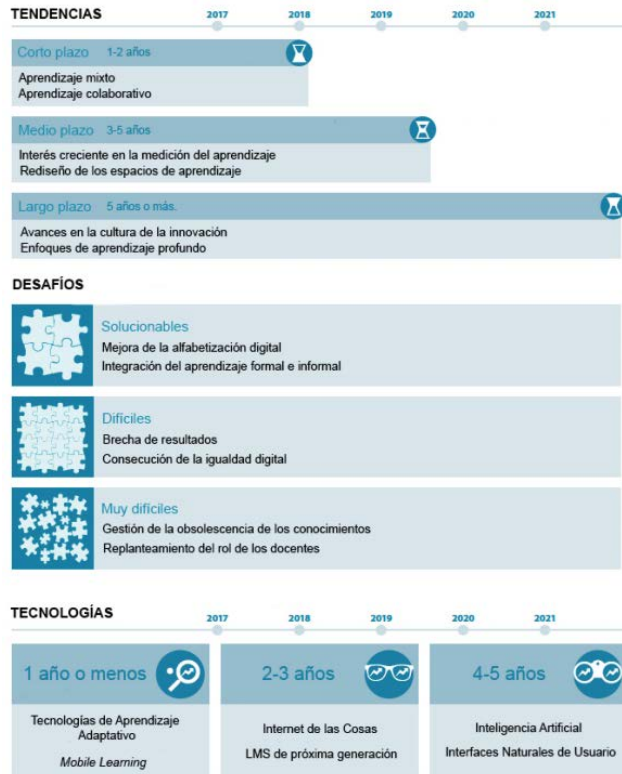 TENDENCIAS
2017 2018 2019 2020 2021
Corto plazo 1-2 años
Aprendizaje mixto
Aprendizaje colaborativo
Medio plazo 3-5 años
Interés creciente en la medición del aprendizaje
Rediseño de los espacios de aprendizaje
Largo plazo 5 años o más.
Avances en la cultura de la innovación
Enfoques de aprendizaje profundo
DESAFÍOS
Solucionables
Mejora de la alfabetización digital
Integración del aprendizaje formal e informal
Difíciles
Brecha de resultados
Consecución de la igualdad digital
Muy difíciles
Gestión de la obsolescencia de los conocimientos
Replanteamiento del rol de los docentes
TECNOLOGÍAS
2017 2018 2019 2020 2021
1 año o menos
Tecnologías de Aprendizaje
Adaptativo
Mobile Learning
2-3 años
Internet de las Cosas
LMS de próxima generación
4-5 años
Inteligencia Artificial
Interfaces Naturales de Usuario